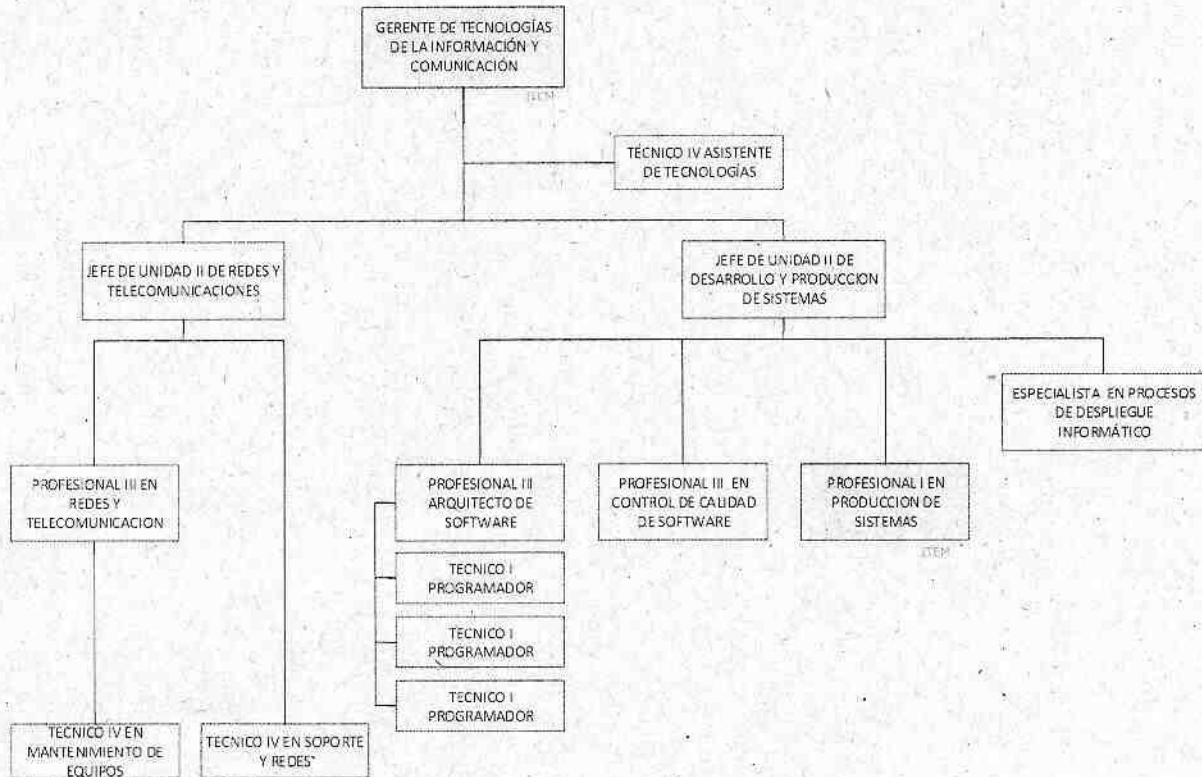 GERENTE DE TECNOLOGÍAS
DE LA INFORMACIÓN Y
COMUNICACIÓN
TÉCNICO IV ASISTENTE
DE TECNOLOGÍAS
JEFE DE UNIDAD II DE REDES Y
TELECOMUNICACIONES
JEFE DE UNIDAD II DE
DESARROLLO Y PRODUCCION
DE SISTEMAS
ESPECIALISTA EN PROCESOS
DE DESPLIEGUE
INFORMÁTICO
PROFESIONAL III EN
REDES Y
TELECOMUNICACION
PROFESIONAL III
ARQUITECTO DE
SOFTWARE
PROFESIONAL III EN
CONTROL DE CALIDAD
DE SOFTWARE
PROFESIONAL I EN
PRODUCCION DE
SISTEMAS
TECNICO I
PROGRAMADOR
TECNICO I
PROGRAMADOR
TECNICO I
PROGRAMADOR
TECNICO IV EN
MANTENIMIENTO DE
EQUIPOS
TECNICO IV EN SOPORTE
Y REDES